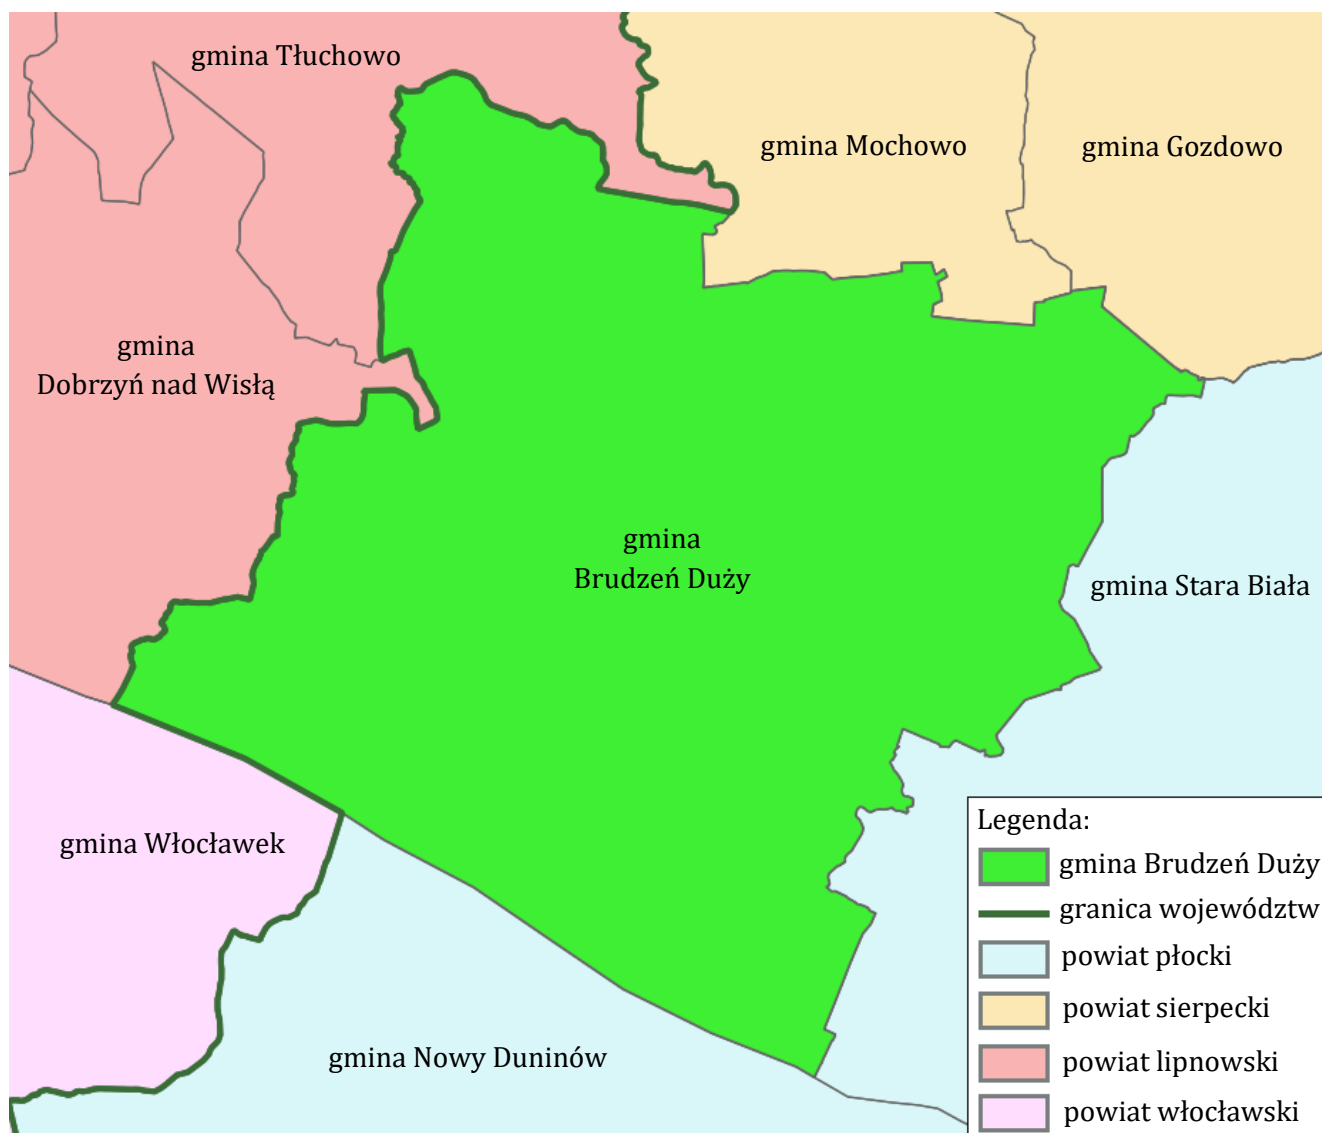 gmina Tłuchowo
gmina Mochowo
gmina Gozdowo
gmina
Dobrzyń nad Wisłą
gmina
Brudzeń Duży
gmina Stara Biała
gmina Włocławek
gmina Nowy Duninów
Legenda:
gmina Brudzeń Duży
granica województw
powiat płocki
powiat sierpecki
powiat lipnowski
powiat włocławski